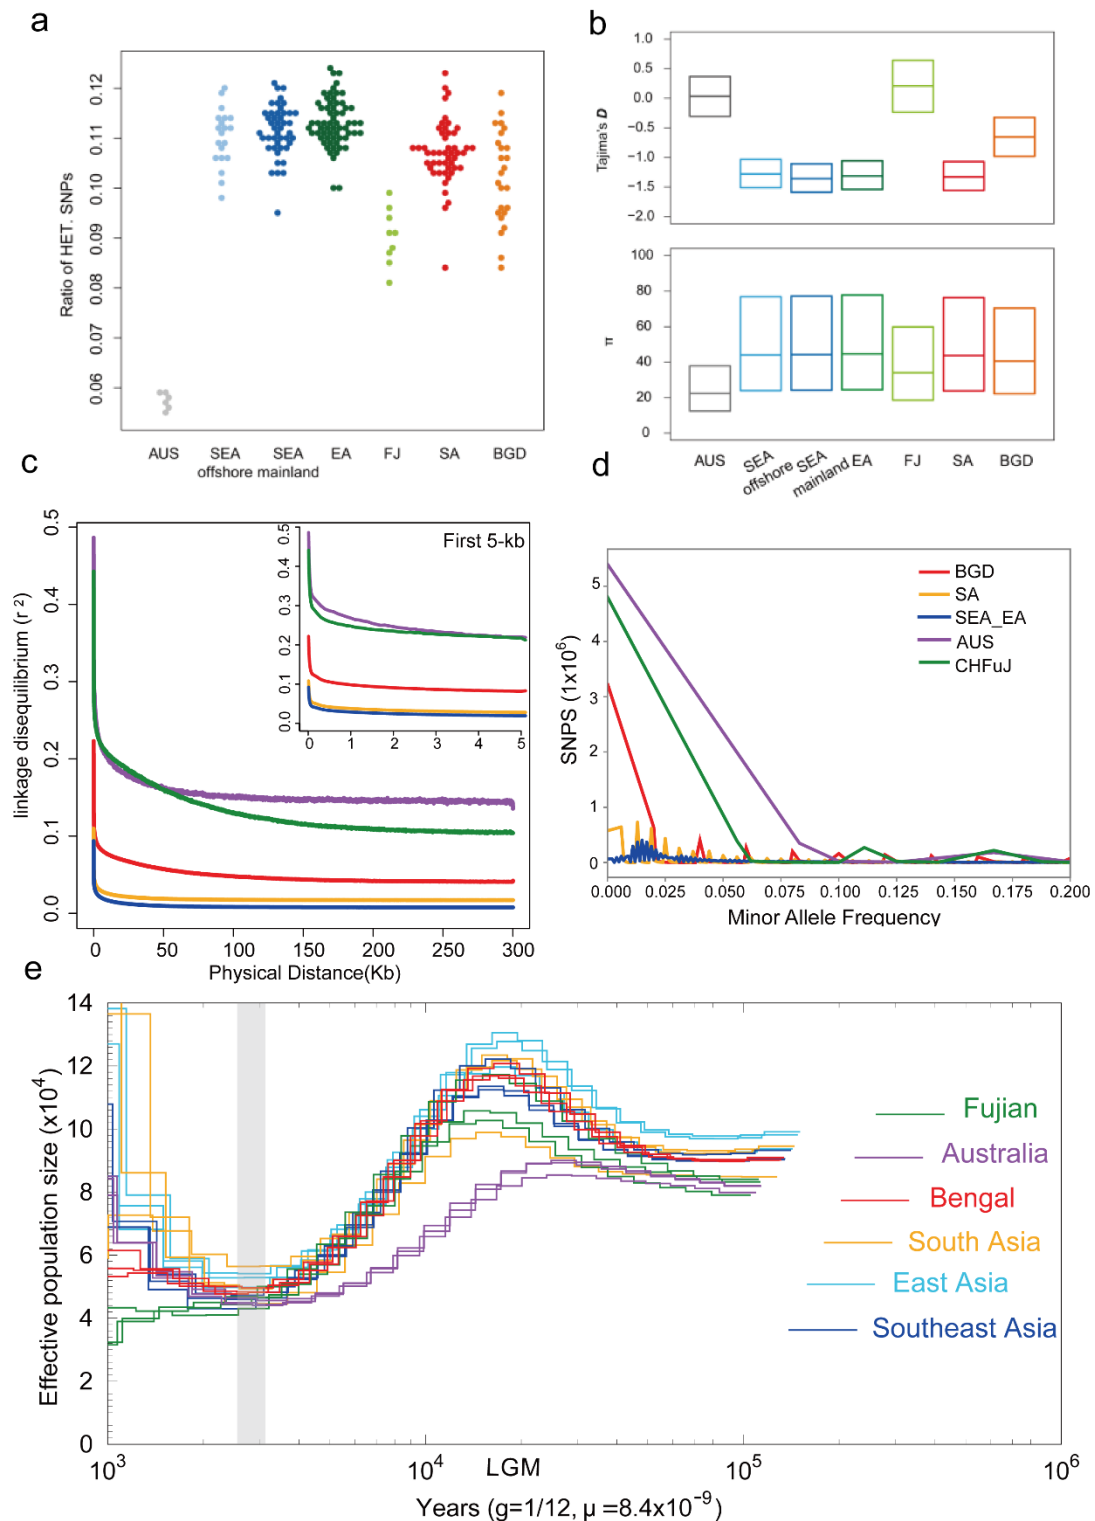 a
Ratio of HET. SNPs
0.12
0.11
0.10
0.09
0.08
0.07
0.06
AUS SEA SEA EA FJ SA BGD
offshore mainland
b
Tajima's D
1.0
0.5
0.0
−0.5
−1.0
−1.5
−2.0
π
100
80
60
40
20
0
AUS SEA offshore SEA mainland EA FJ SA BGD
c
linkage disequilibrium (r²)
0.5
0.4
0.3
0.2
0.1
0.0
0 50 100 150 200 250 300
Physical Distance(Kb)
First 5-kb
0.5
0.4
0.3
0.2
0.1
0.0
0 1 2 3 4 5
d
SNPS (1x10⁶)
5
4
3
2
1
0
BGD
SA
SEA_EA
AUS
CHFuJ
0.000 0.025 0.050 0.075 0.100 0.125 0.150 0.175 0.200
Minor Allele Frequency
e
Effective population size (x10⁴)
14
12
10
8
6
4
2
0
Fujian
Australia
Bengal
South Asia
East Asia
Southeast Asia
10³ 10⁴ LGM 10⁵ 10⁶
Years (g=1/12, μ=8.4x10⁻⁹)